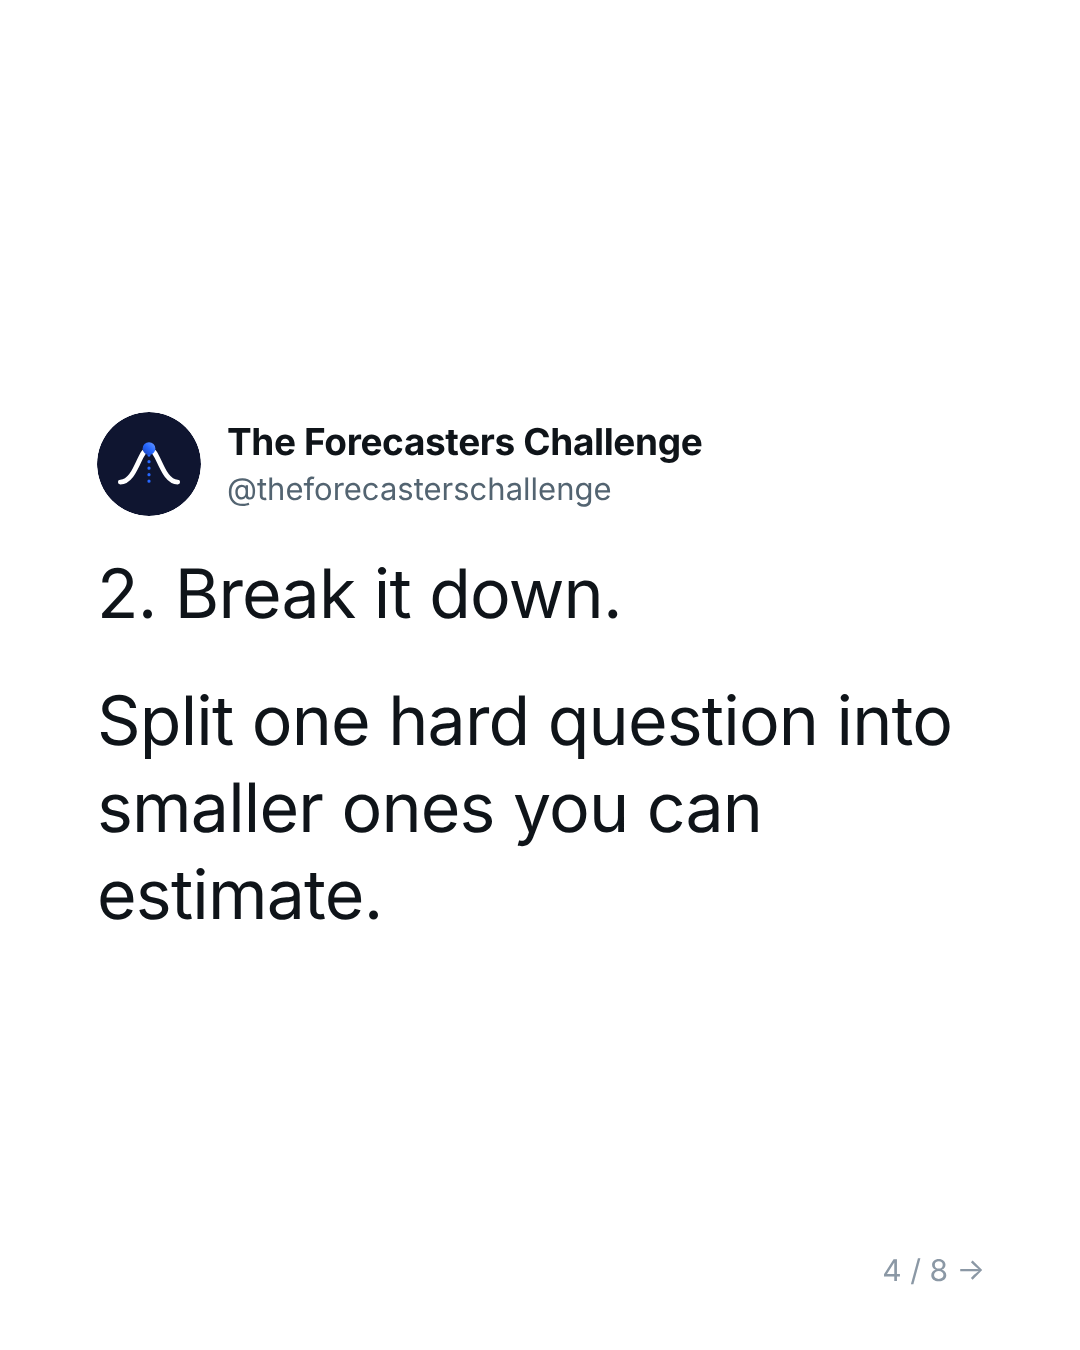 The Forecasters Challenge
@theforecasterschallenge
2. Break it down.
Split one hard question into
smaller ones you can
estimate.
4 / 8 →